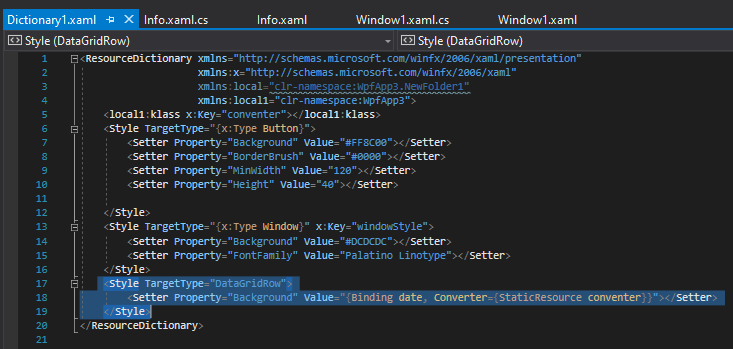 Dictionary1.xaml Info.xaml.cs Info.xaml Window1.xaml.cs Window1.xaml
Style (DataGridRow) Style (DataGridRow)
1 <ResourceDictionary xmlns="http://schemas.microsoft.com/winfx/2006/xaml/presentation"
2 xmlns:x="http://schemas.microsoft.com/winfx/2006/xaml"
3 xmlns:local="clr-namespace:WpfApp3.NewFolder1"
4 xmlns:local1="clr-namespace:WpfApp3">
5 <local1:klass x:Key="conventer"></local1:klass>
6 <Style TargetType="{x:Type Button}">
7 <Setter Property="Background" Value="#FF8C00"></Setter>
8 <Setter Property="BorderBrush" Value="#0000"></Setter>
9 <Setter Property="MinWidth" Value="120"></Setter>
10 <Setter Property="Height" Value="40"></Setter>
11
12 </Style>
13 <Style TargetType="{x:Type Window}" x:Key="windowStyle">
14 <Setter Property="Background" Value="#DCDCDC"></Setter>
15 <Setter Property="FontFamily" Value="Palatino Linotype"></Setter>
16 </Style>
17 <Style TargetType="DataGridRow">
18 <Setter Property="Background" Value="{Binding date, Converter={StaticResource conventer}}"></Setter>
19 </Style>
20 </ResourceDictionary>
21